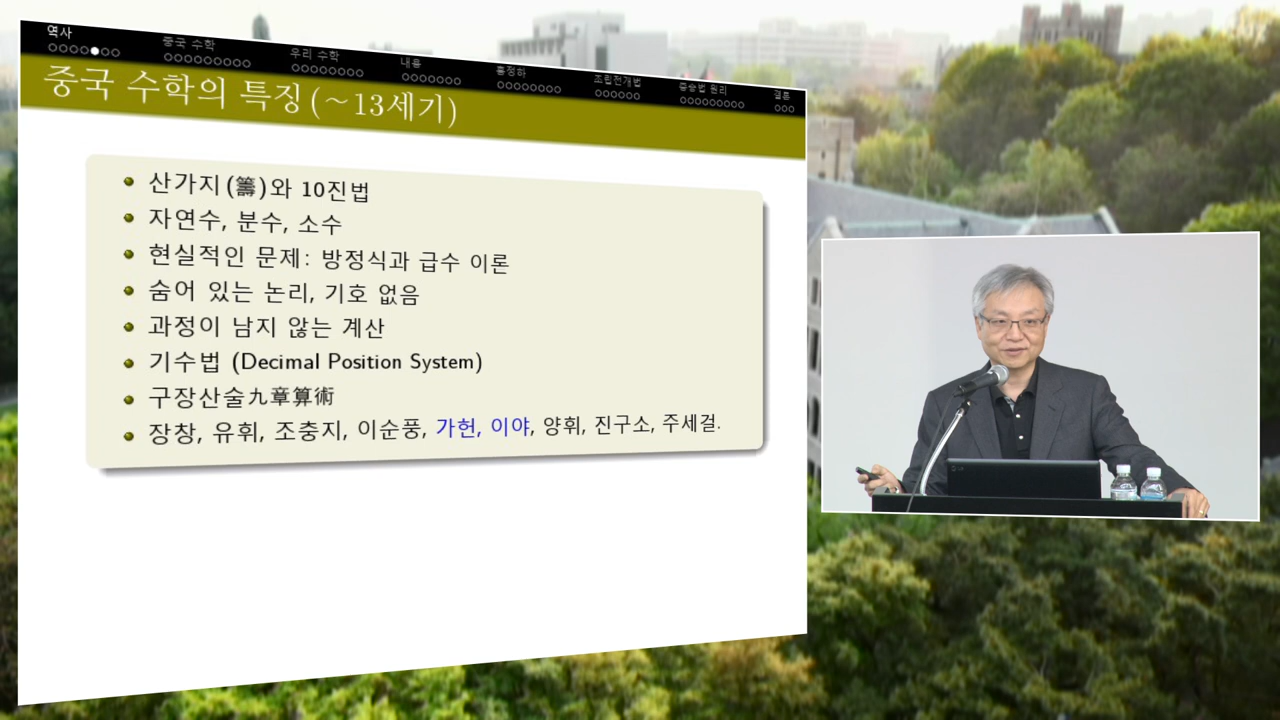 역사
중국 수학
우리 수학
내용
홍정하
조립전개법
증승법 원리
결론
중국 수학의 특징 (~13세기)
산가지(籌)와 10진법
자연수, 분수, 소수
현실적인 문제: 방정식과 급수 이론
숨어 있는 논리, 기호 없음
과정이 남지 않는 계산
기수법 (Decimal Position System)
구장산술九章算術
장창, 유휘, 조충지, 이순풍, 가헌, 이야, 양휘, 진구소, 주세걸.